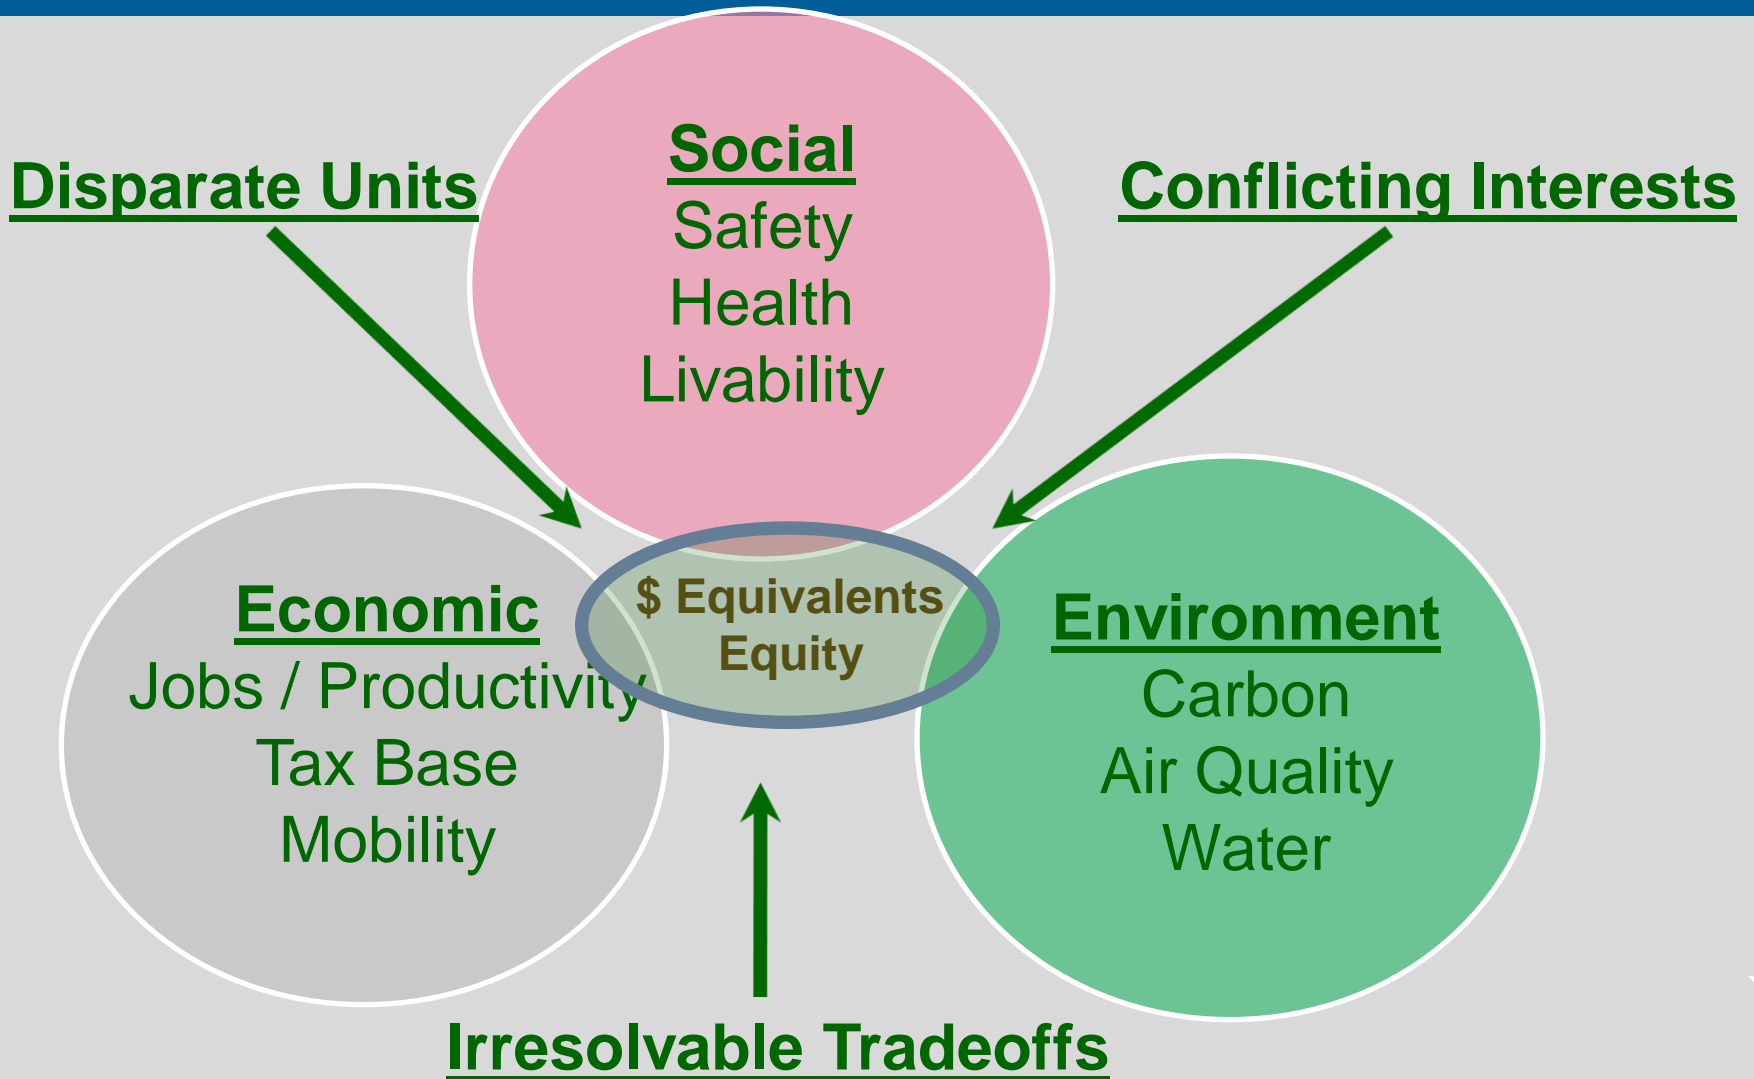 Disparate Units
Social
Safety
Health
Livability
Conflicting Interests
$ Equivalents
Equity
Economic
Jobs / Productivity
Tax Base
Mobility
Environment
Carbon
Air Quality
Water
Irresolvable Tradeoffs